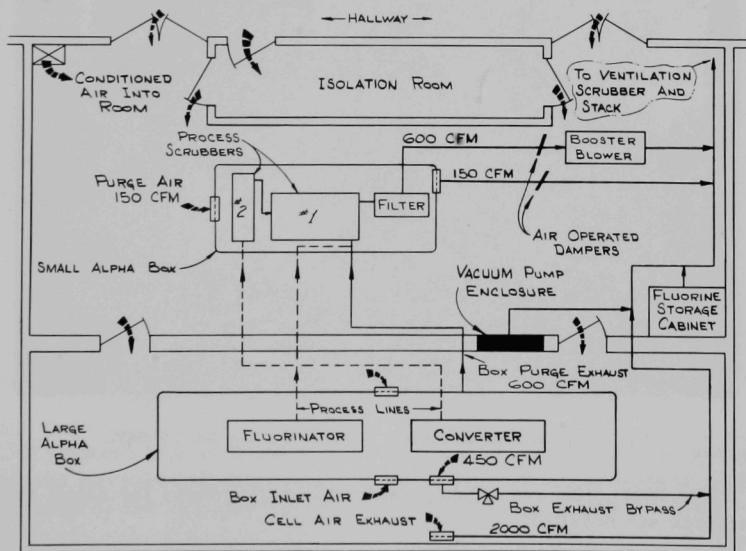 HALLWAY
CONDITIONED
AIR INTO
ROOM
ISOLATION ROOM
TO VENTILATION
SCRUBBER AND
STACK
PROCESS
SCRUBBERS
600 CFM
BOOSTER
BLOWER
PURGE AIR
150 CFM
#2
#1
FILTER
150 CFM
AIR OPERATED
DAMPERS
SMALL ALPHA BOX
VACUUM PUMP
ENCLOSURE
FLUORINE
STORAGE
CABINET
BOX PURGE EXHAUST
600 CFM
PROCESS LINES
LARGE
ALPHA
BOX
FLUORINATOR
CONVERTER
450 CFM
BOX INLET AIR
BOX EXHAUST BYPASS
CELL AIR EXHAUST
2000 CFM